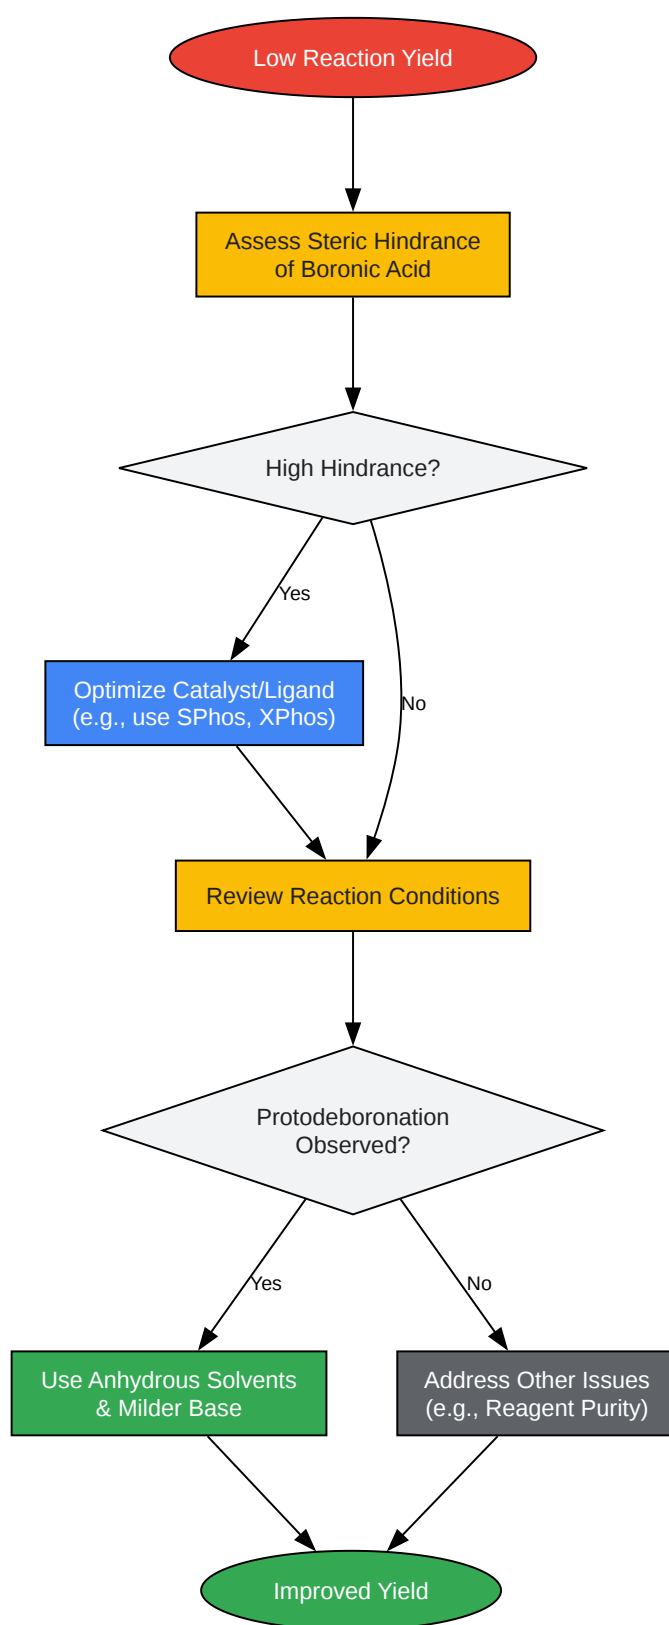 Low Reaction Yield
Assess Steric Hindrance
of Boronic Acid
High Hindrance?
Yes
Optimize Catalyst/Ligand
(e.g., use SPhos, XPhos)
No
Review Reaction Conditions
Protodeboronation
Observed?
Yes
No
Use Anhydrous Solvents
& Milder Base
Address Other Issues
(e.g., Reagent Purity)
Improved Yield